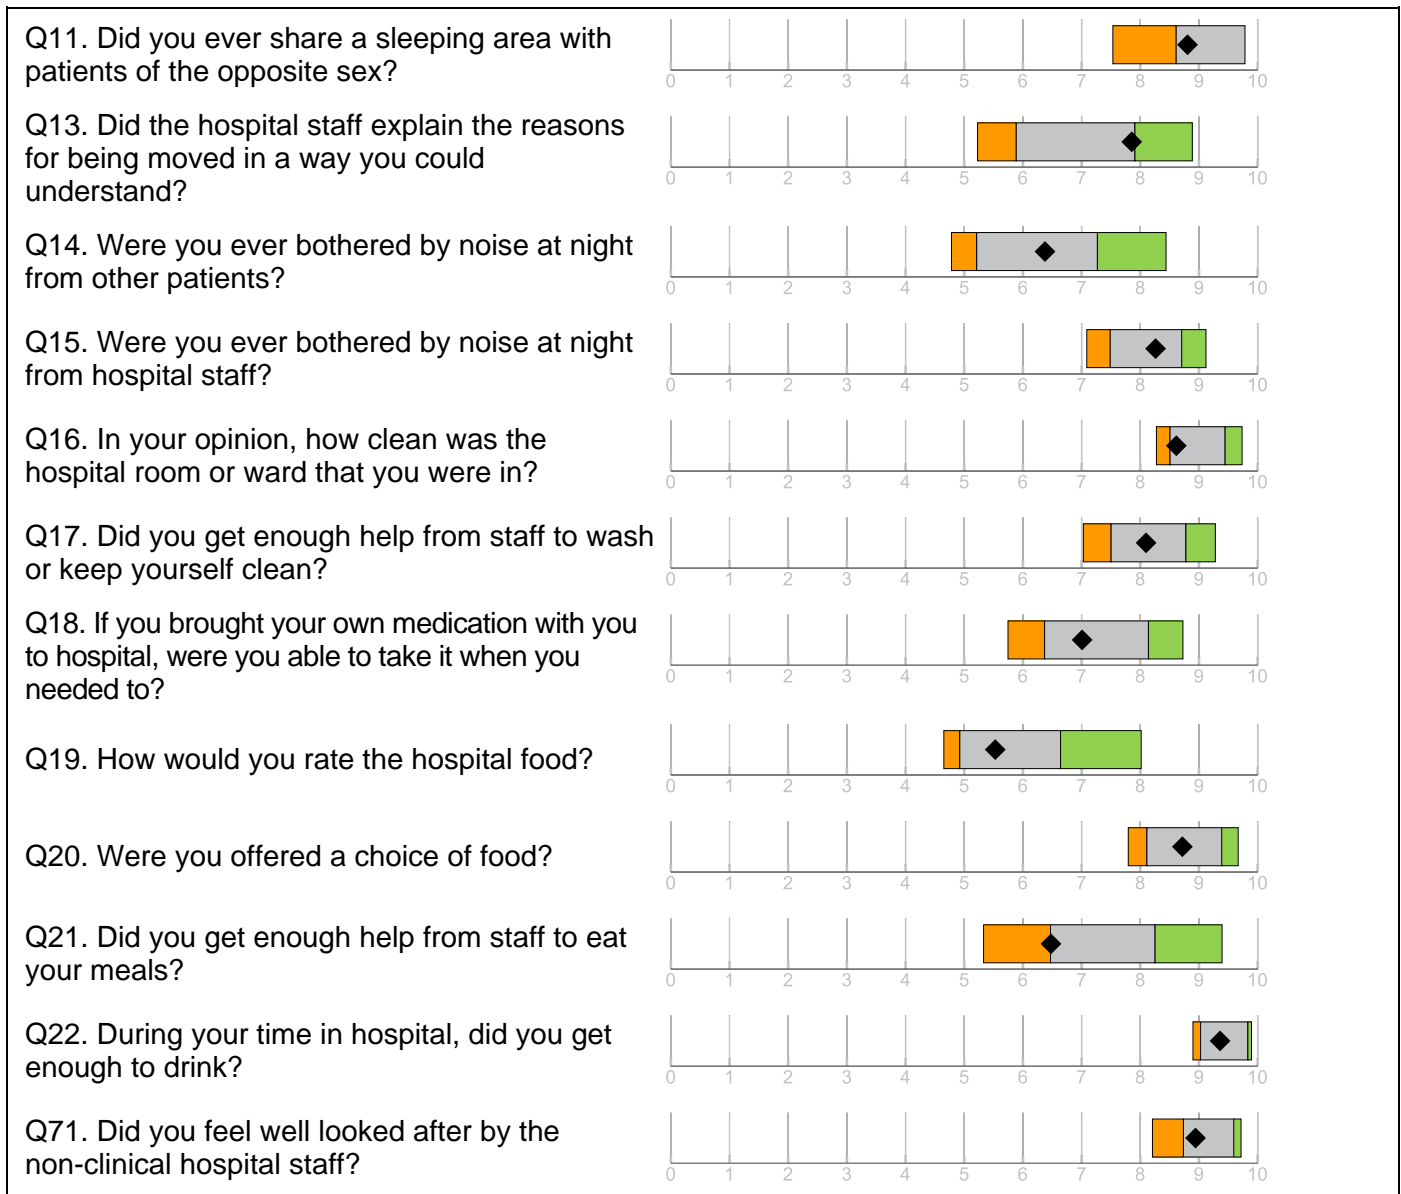 Q11. Did you ever share a sleeping area with
patients of the opposite sex?
0 1 2 3 4 5 6 7 8 9 10
Q13. Did the hospital staff explain the reasons
for being moved in a way you could
understand?
0 1 2 3 4 5 6 7 8 9 10
Q14. Were you ever bothered by noise at night
from other patients?
0 1 2 3 4 5 6 7 8 9 10
Q15. Were you ever bothered by noise at night
from hospital staff?
0 1 2 3 4 5 6 7 8 9 10
Q16. In your opinion, how clean was the
hospital room or ward that you were in?
0 1 2 3 4 5 6 7 8 9 10
Q17. Did you get enough help from staff to wash
or keep yourself clean?
0 1 2 3 4 5 6 7 8 9 10
Q18. If you brought your own medication with you
to hospital, were you able to take it when you
needed to?
0 1 2 3 4 5 6 7 8 9 10
Q19. How would you rate the hospital food?
0 1 2 3 4 5 6 7 8 9 10
Q20. Were you offered a choice of food?
0 1 2 3 4 5 6 7 8 9 10
Q21. Did you get enough help from staff to eat
your meals?
0 1 2 3 4 5 6 7 8 9 10
Q22. During your time in hospital, did you get
enough to drink?
0 1 2 3 4 5 6 7 8 9 10
Q71. Did you feel well looked after by the
non-clinical hospital staff?
0 1 2 3 4 5 6 7 8 9 10